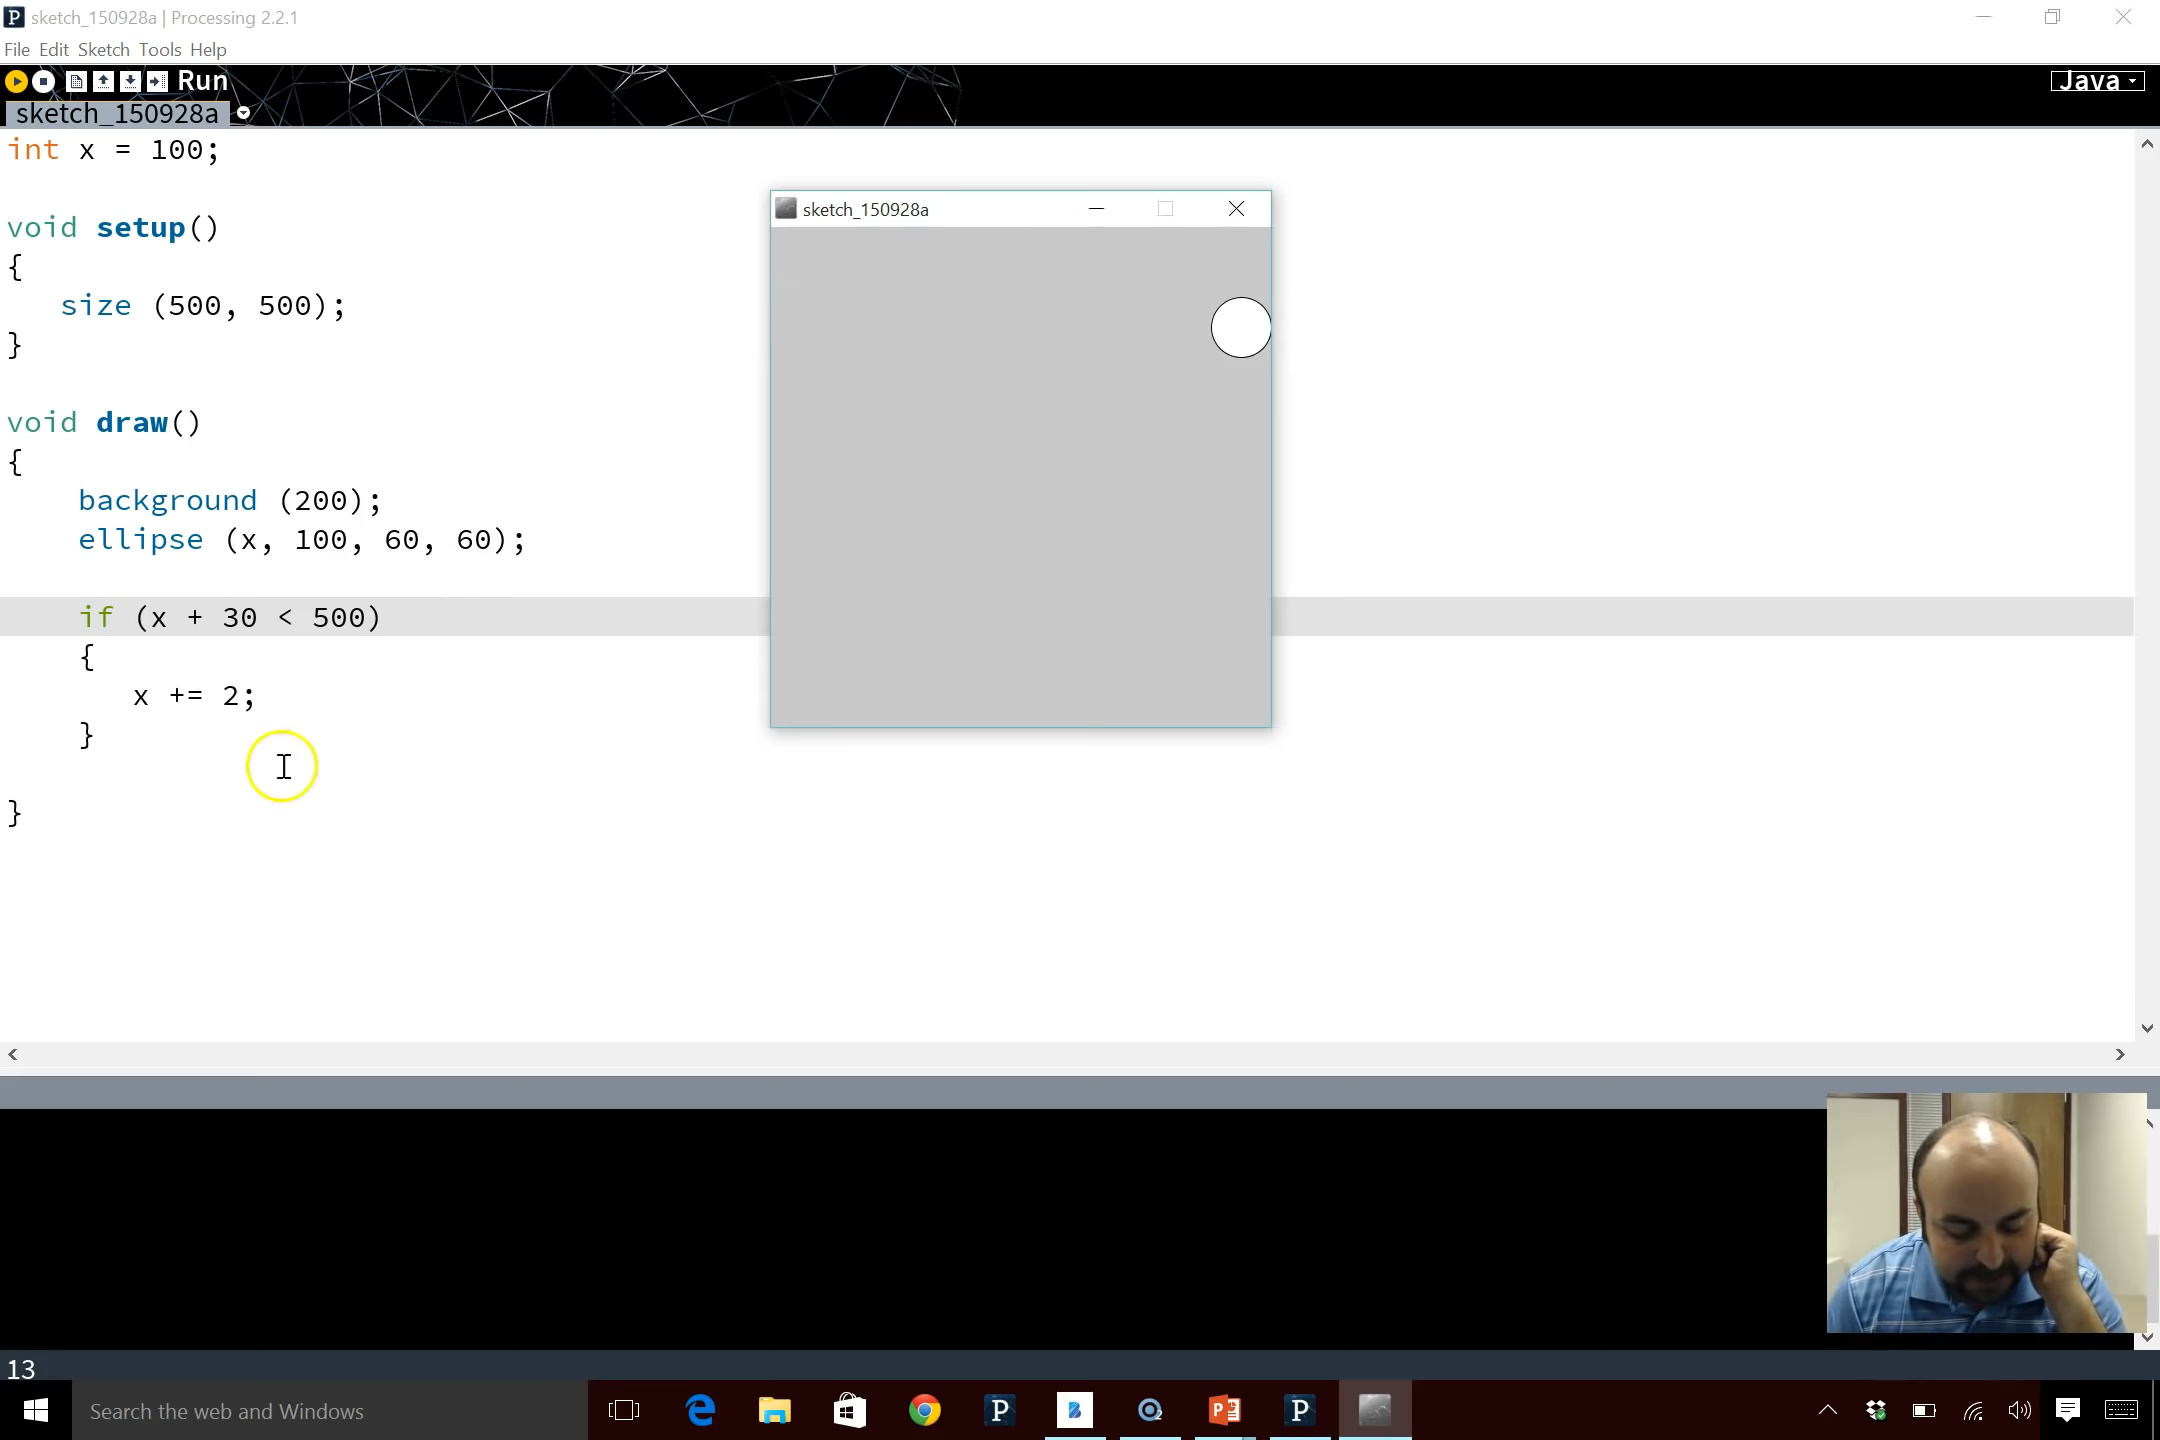 sketch_150928a | Processing 2.2.1
File Edit Sketch Tools Help
Run
Java
sketch_150928a
int x = 100;
void setup()
{
size (500, 500);
}
void draw()
{
background (200);
ellipse (x, 100, 60, 60);
if (x + 30 < 500)
{
x += 2;
}
}
sketch_150928a
13
Search the web and Windows